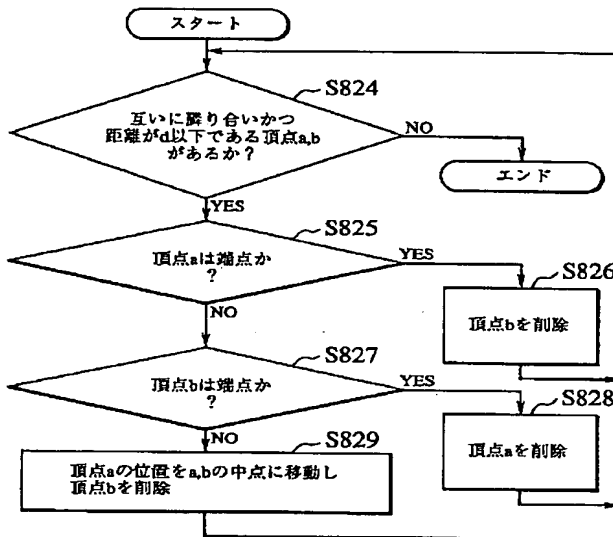 スタート
S824
互いに隣り合いかつ
距離がd以下である頂点a,b
があるか？
NO
エンド
YES
S825
頂点aは端点か
？
YES
S826
頂点bを削除
NO
S827
頂点bは端点か
？
YES
S828
頂点aを削除
NO
S829
頂点aの位置をa,bの中点に移動し
頂点bを削除